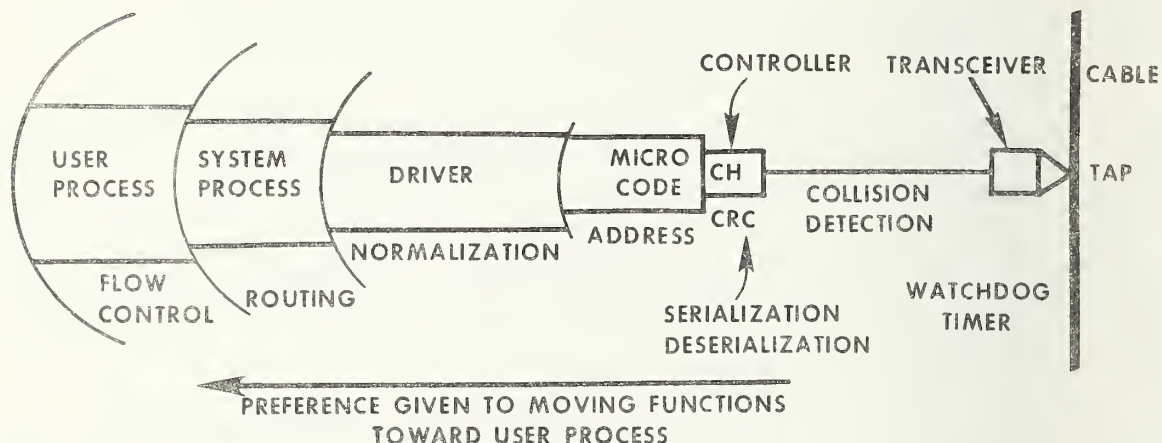 CONTROLLER
TRANSCEIVER
CABLE
USER
PROCESS
SYSTEM
PROCESS
DRIVER
MICRO
CODE
CH
TAP
COLLISION
DETECTION
NORMALIZATION
ADDRESS
CRC
FLOW
CONTROL
ROUTING
WATCHDOG
TIMER
SERIALIZATION
DESERIALIZATION
PREFERENCE GIVEN TO MOVING FUNCTIONS
TOWARD USER PROCESS